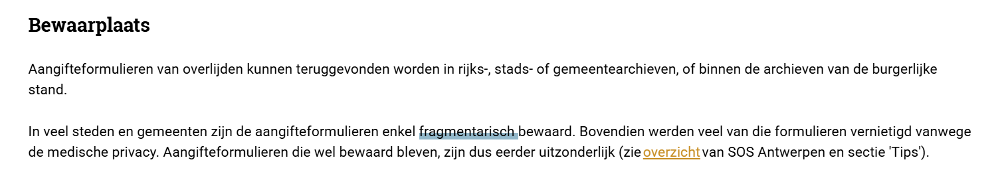 Bewaarplaats
Aangifteformulieren van overlijden kunnen teruggevonden worden in rijks-, stads- of gemeentearchieven, of binnen de archieven van de burgerlijke
stand.
In veel steden en gemeenten zijn de aangifteformulieren enkel fragmentarisch bewaard. Bovendien werden veel van die formulieren vernietigd vanwege
de medische privacy. Aangifteformulieren die wel bewaard bleven, zijn dus eerder uitzonderlijk (zie overzicht van SOS Antwerpen en sectie 'Tips').